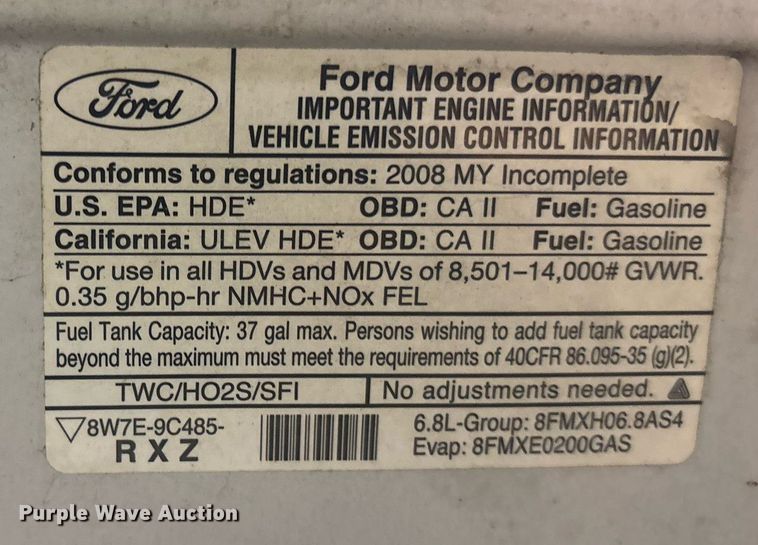 Ford
Ford Motor Company
IMPORTANT ENGINE INFORMATION/
VEHICLE EMISSION CONTROL INFORMATION
Conforms to regulations: 2008 MY Incomplete
U.S. EPA: HDE* OBD: CA II Fuel: Gasoline
California: ULEV HDE* OBD: CA II Fuel: Gasoline
*For use in all HDVs and MDVs of 8,501–14,000# GVWR.
0.35 g/bhp-hr NMHC+NOx FEL
Fuel Tank Capacity: 37 gal max. Persons wishing to add fuel tank capacity
beyond the maximum must meet the requirements of 40CFR 86.095-35 (g)(2).
TWC/HO2S/SFI No adjustments needed.
8W7E-9C485-
R X Z
6.8L-Group: 8FMXH06.8AS4
Evap: 8FMXE0200GAS
Purple Wave Auction